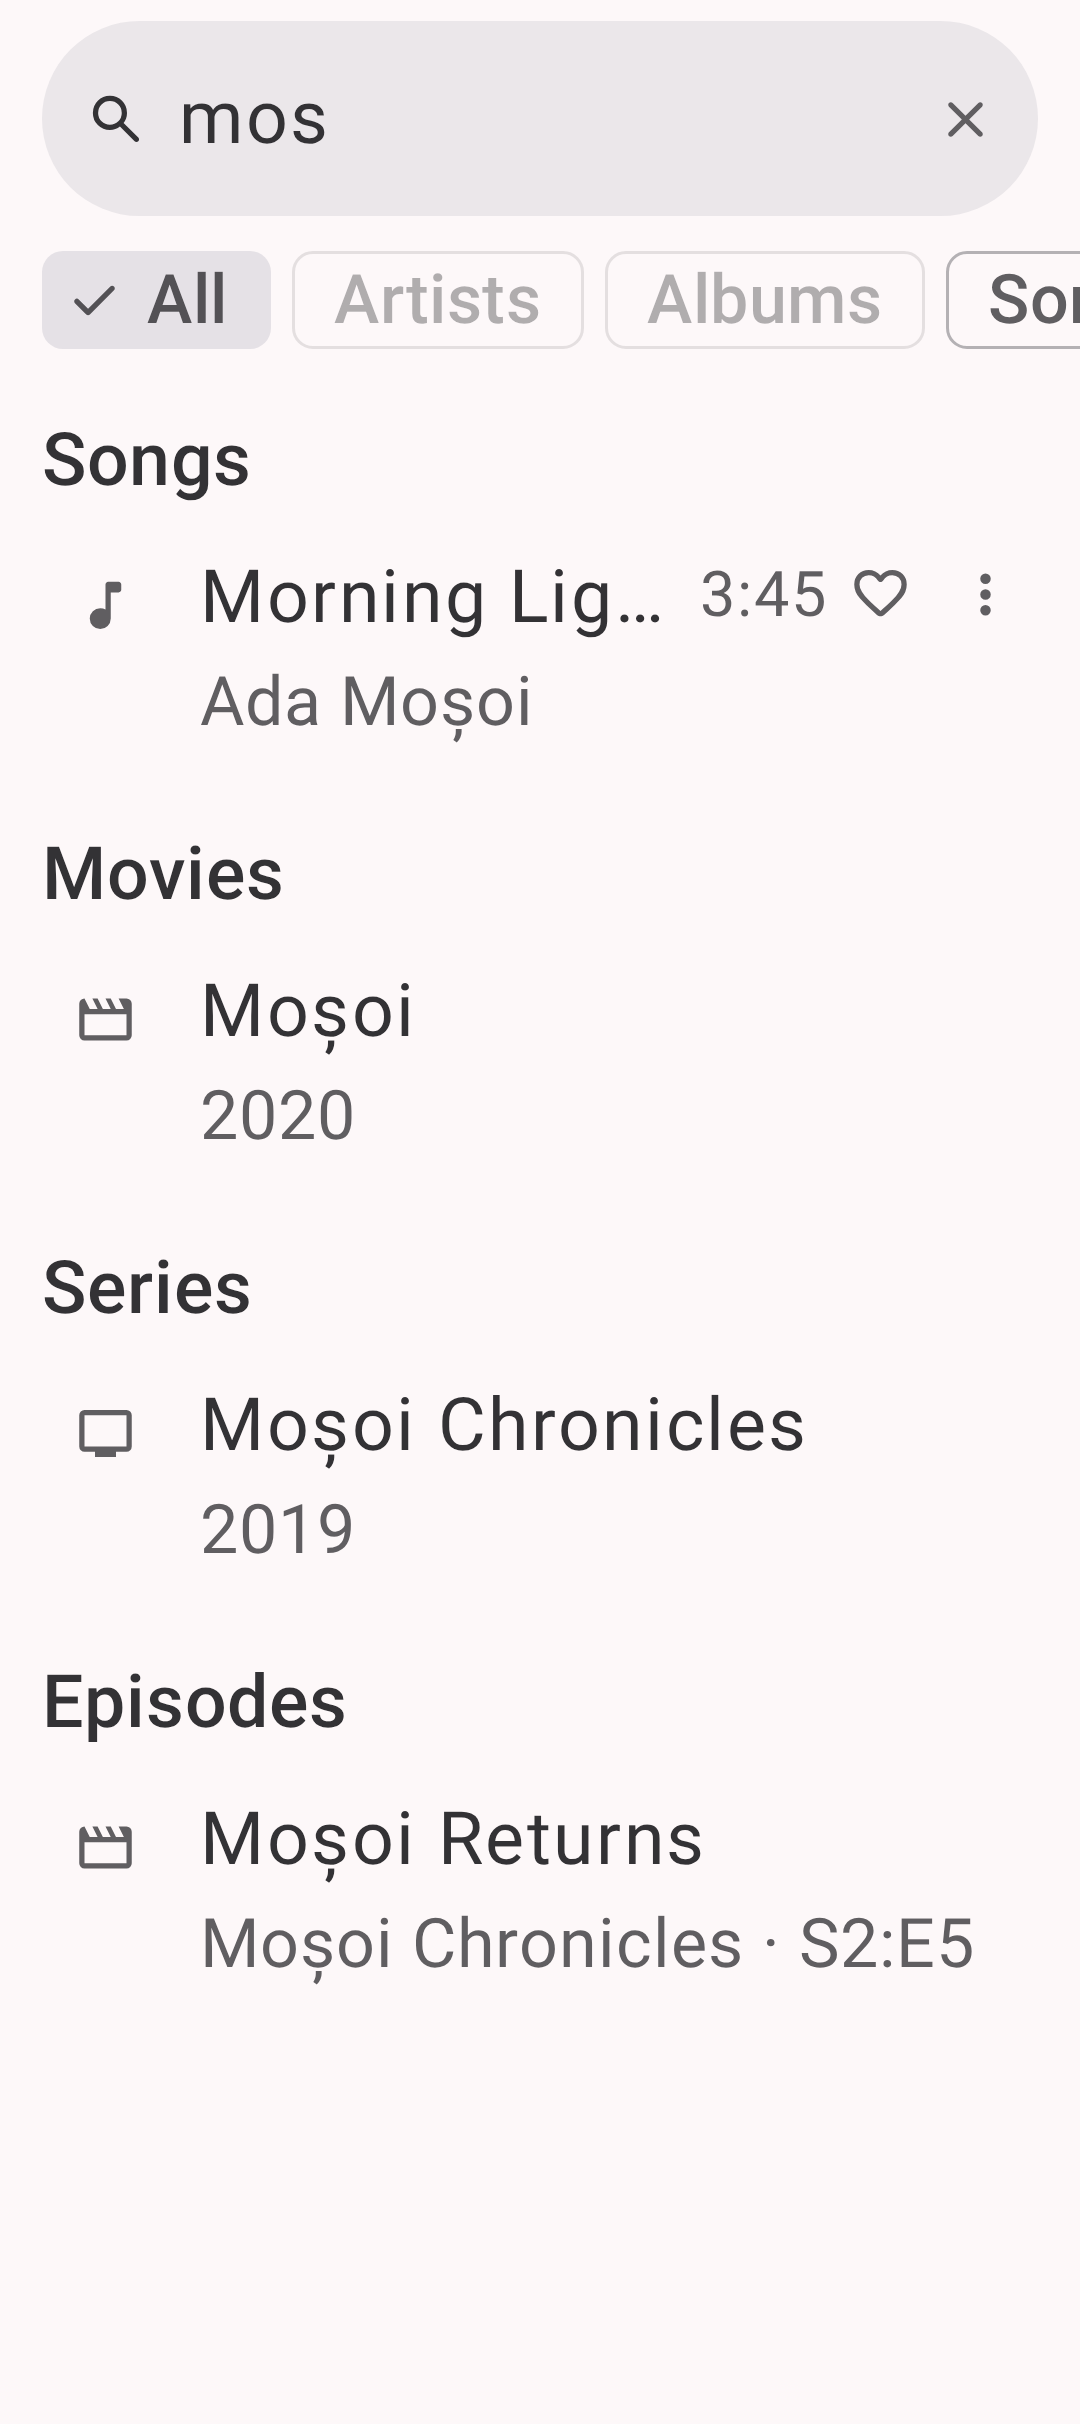 mos
All Artists Albums
Songs
Morning Lig… 3:45
Ada Moșoi
Movies
Moșoi
2020
Series
Moșoi Chronicles
2019
Episodes
Moșoi Returns
Moșoi Chronicles · S2:E5